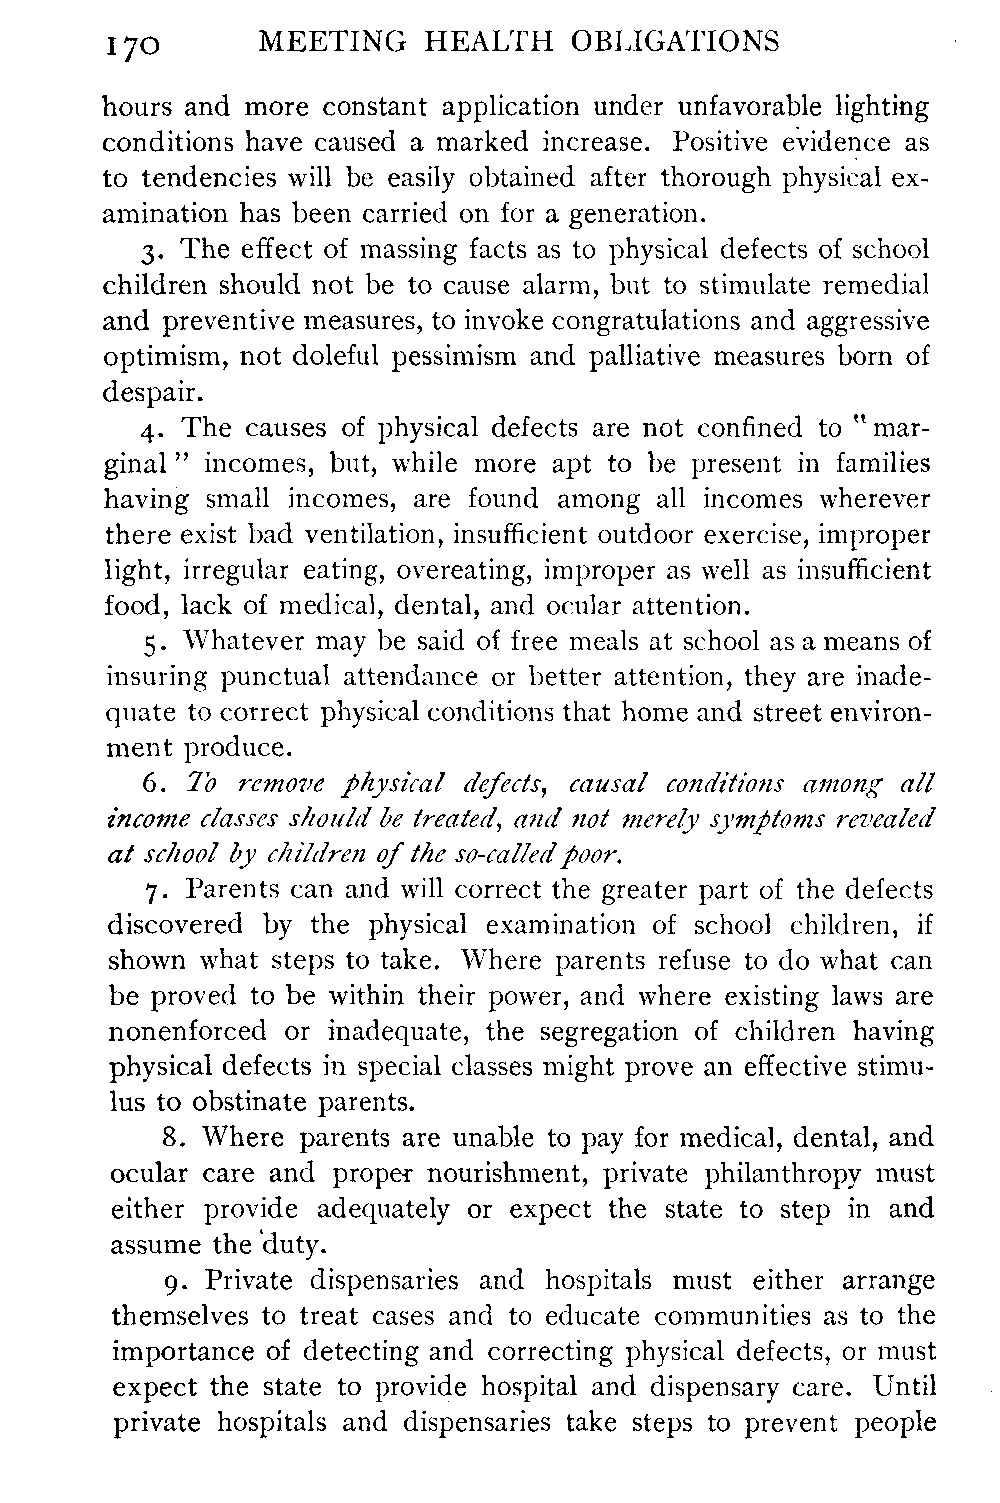 170 MEETING HEALTH OBLIGATIONS
hours and more constant application under unfavorable lighting
conditions have caused a marked increase. Positive evidence as
to tendencies will be easily obtained after thorough physical ex-
amination has been carried on for a generation.
3. The effect of massing facts as to physical defects of school
children should not be to cause alarm, but to stimulate remedial
and preventive measures, to invoke congratulations and aggressive
optimism, not doleful pessimism and palliative measures born of
despair.
4. The causes of physical defects are not confined to "mar-
ginal" incomes, but, while more apt to be present in families
having small incomes, are found among all incomes wherever
there exist bad ventilation, insufficient outdoor exercise, improper
light, irregular eating, overeating, improper as well as insufficient
food, lack of medical, dental, and ocular attention.
5. Whatever may be said of free meals at school as a means of
insuring punctual attendance or better attention, they are inade-
quate to correct physical conditions that home and street environ-
ment produce.
6. To remove physical defects, causal conditions among all
income classes should be treated, and not merely symptoms revealed
at school by children of the so-called poor.
7. Parents can and will correct the greater part of the defects
discovered by the physical examination of school children, if
shown what steps to take. Where parents refuse to do what can
be proved to be within their power, and where existing laws are
nonenforced or inadequate, the segregation of children having
physical defects in special classes might prove an effective stimu-
lus to obstinate parents.
8. Where parents are unable to pay for medical, dental, and
ocular care and proper nourishment, private philanthropy must
either provide adequately or expect the state to step in and
assume the duty.
9. Private dispensaries and hospitals must either arrange
themselves to treat cases and to educate communities as to the
importance of detecting and correcting physical defects, or must
expect the state to provide hospital and dispensary care. Until
private hospitals and dispensaries take steps to prevent people